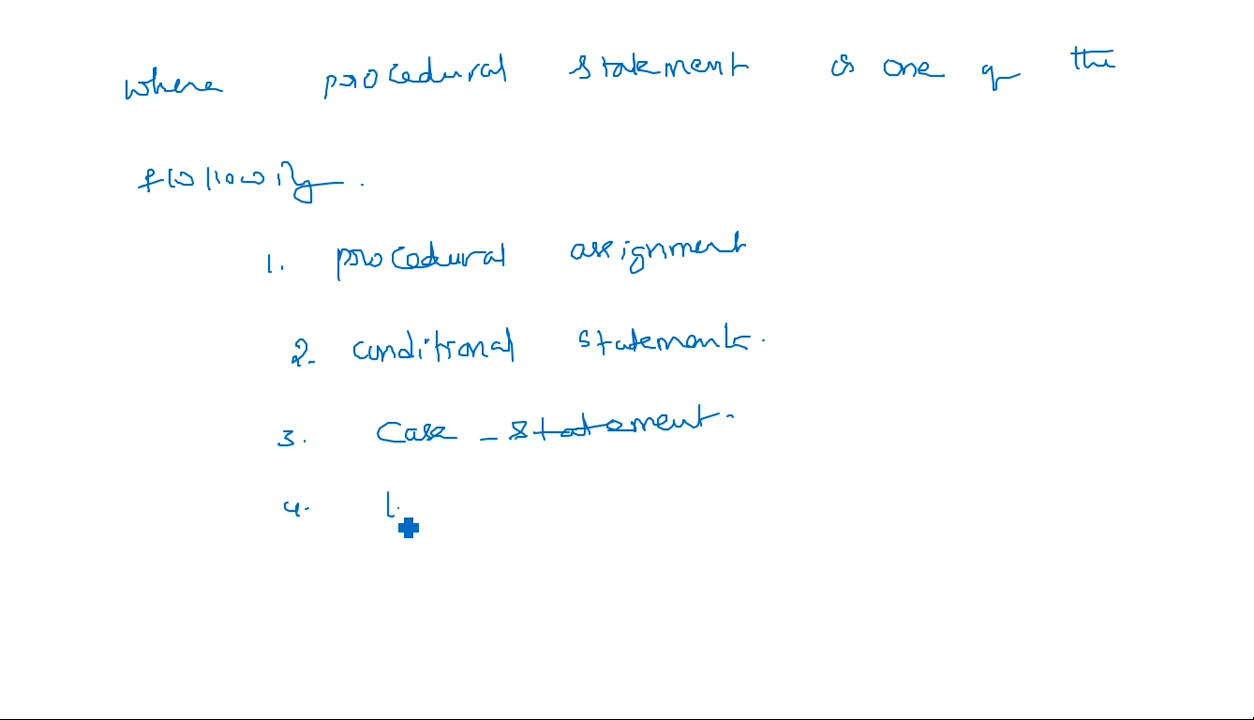 where procedural statement is one of the
following.
1. procedural assignment
2. conditional statements.
3. Case - statement.
4. l